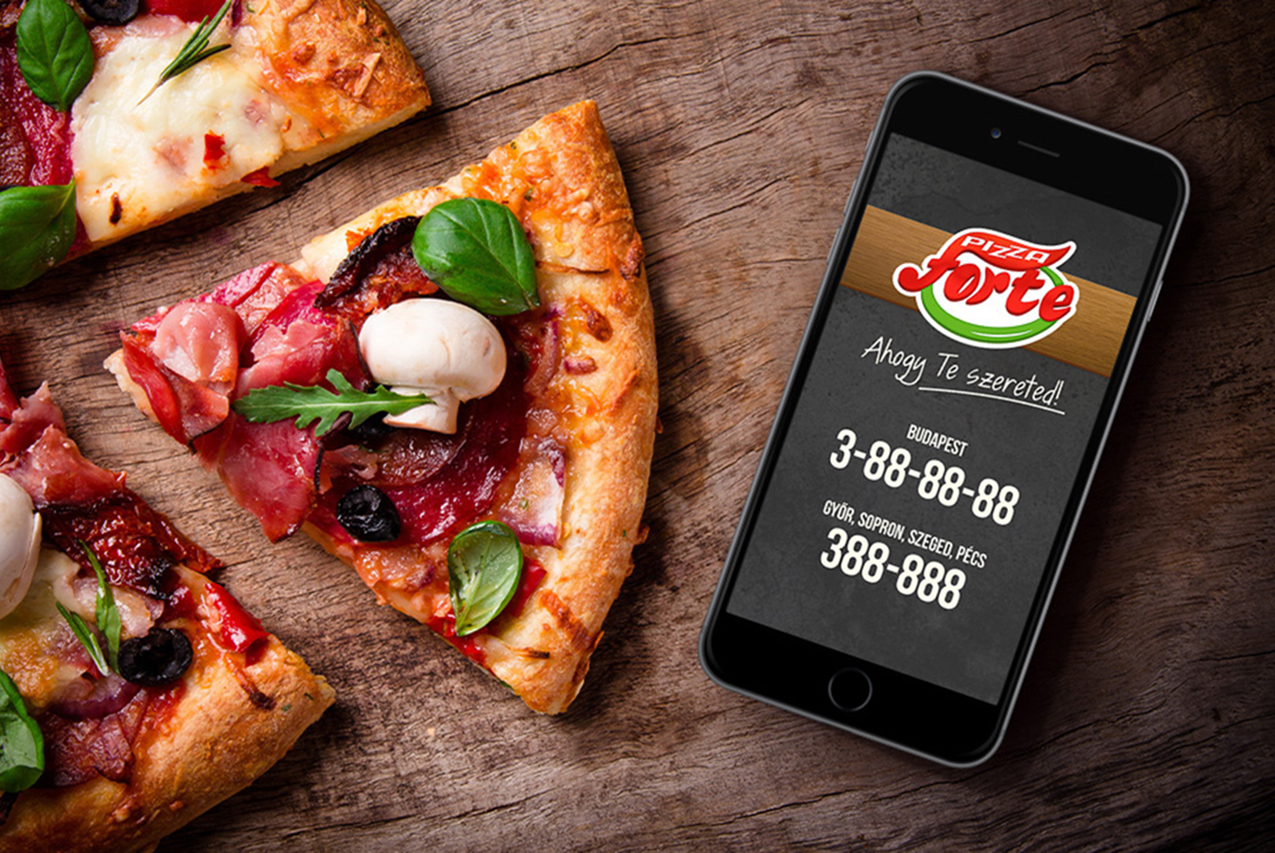 PIZZA
forte
Ahogy Te szereted!
BUDAPEST
3-88-88-88
GYŐR, SOPRON, SZEGED, PÉCS
388-888